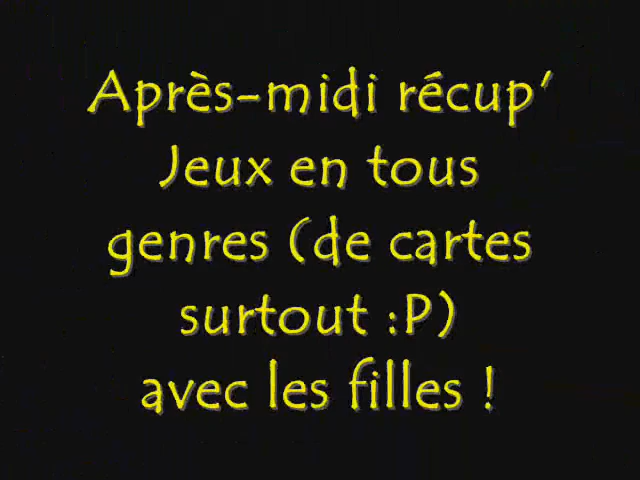 Après-midi récup'
Jeux en tous
genres (de cartes
surtout :P)
avec les filles !